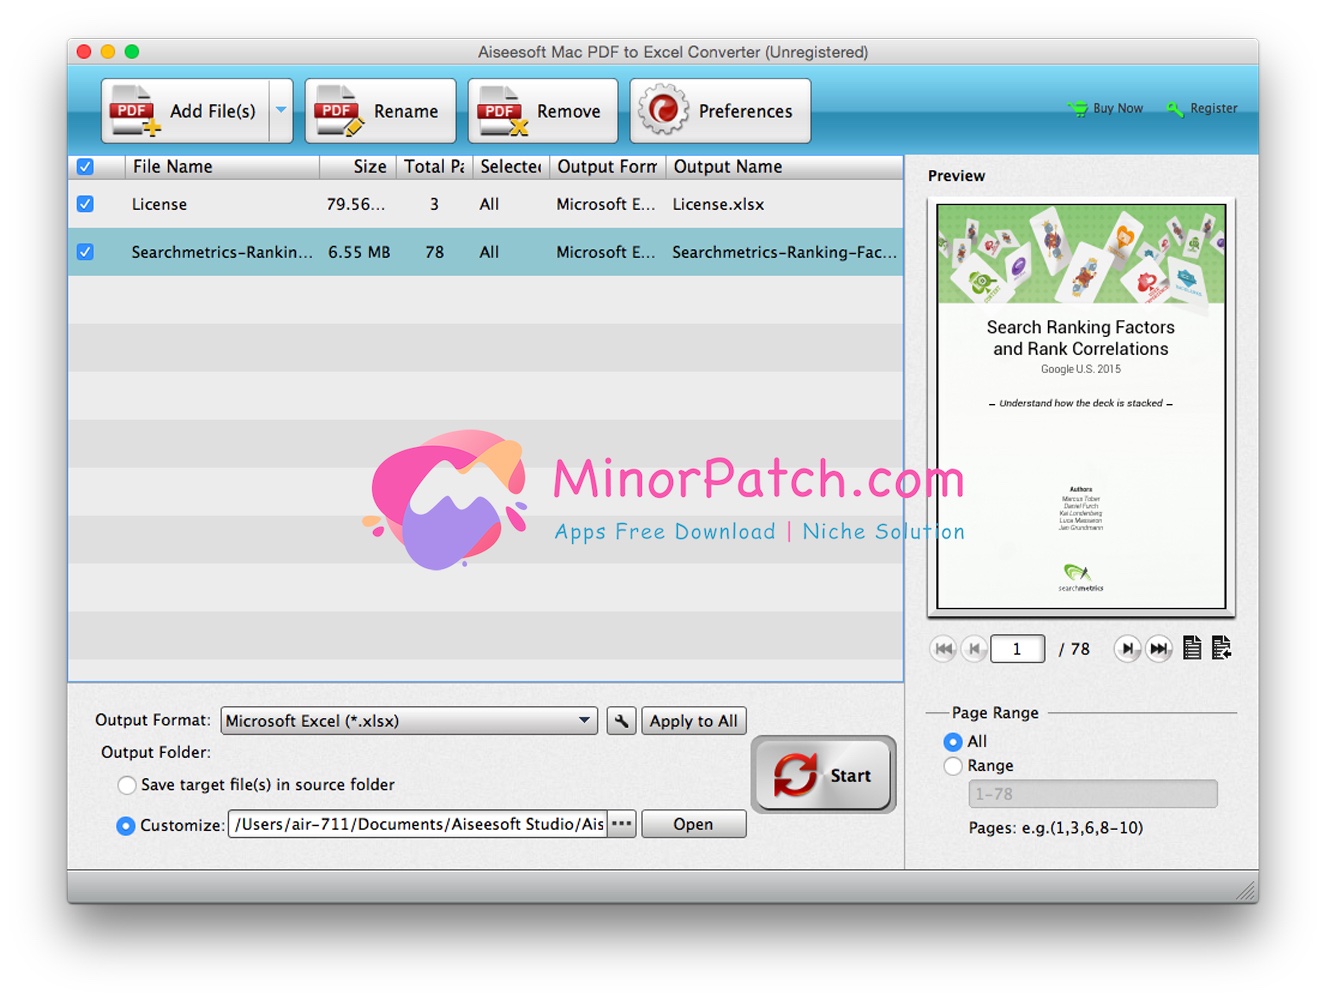 Aiseesoft Mac PDF to Excel Converter (Unregistered)
PDF Add File(s)
PDF Rename
PDF Remove
Preferences
Buy Now
Register
File Name Size Total Pa Selected Output Form Output Name
License 79.56... 3 All Microsoft E... License.xlsx
Searchmetrics-Rankin... 6.55 MB 78 All Microsoft E... Searchmetrics-Ranking-Fac...
Preview
Search Ranking Factors
and Rank Correlations
Google U.S. 2015
– Understand how the deck is stacked –
Authors
Marcus Tober
Daniel Furch
Kai Londenberg
Luca Massaron
Jan Grundmann
searchmetrics
MinorPatch.com
Apps Free Download | Niche Solution
1 / 78
Page Range
All
Range
1-78
Pages: e.g.(1,3,6,8-10)
Output Format: Microsoft Excel (*.xlsx) Apply to All
Output Folder:
Save target file(s) in source folder
Customize: /Users/air-711/Documents/Aiseesoft Studio/Ais ••• Open
Start